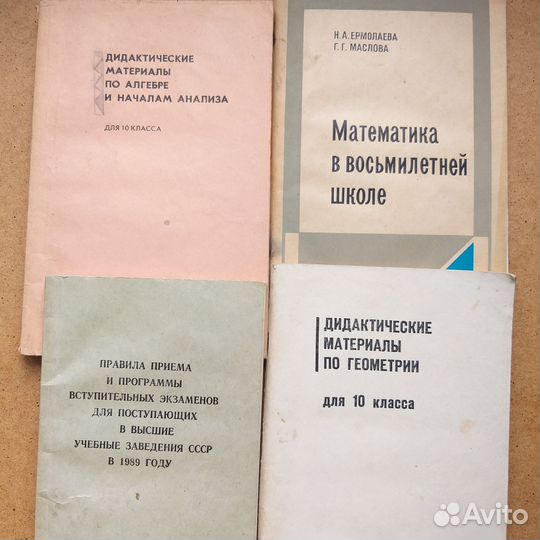 ДИДАКТИЧЕСКИЕ
МАТЕРИАЛЫ
ПО АЛГЕБРЕ
И НАЧАЛАМ АНАЛИЗА
ДЛЯ 10 КЛАССА
Н. А. ЕРМОЛАЕВА
Г. Г. МАСЛОВА
Математика
в восьмилетней
школе
ПРАВИЛА ПРИЕМА
И ПРОГРАММЫ
ВСТУПИТЕЛЬНЫХ ЭКЗАМЕНОВ
ДЛЯ ПОСТУПАЮЩИХ
В ВЫСШИЕ
УЧЕБНЫЕ ЗАВЕДЕНИЯ СССР
В 1989 ГОДУ
ДИДАКТИЧЕСКИЕ
МАТЕРИАЛЫ
ПО ГЕОМЕТРИИ
для 10 класса
Avito